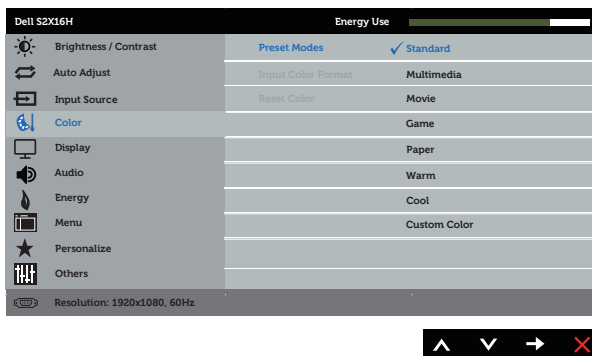 Dell S2X16H Energy Use
Brightness / Contrast Preset Modes Standard
Auto Adjust Input Color Format Multimedia
Input Source Reset Color Movie
Color Game
Display Paper
Audio Warm
Energy Cool
Menu Custom Color
Personalize
Others
Resolution: 1920x1080, 60Hz